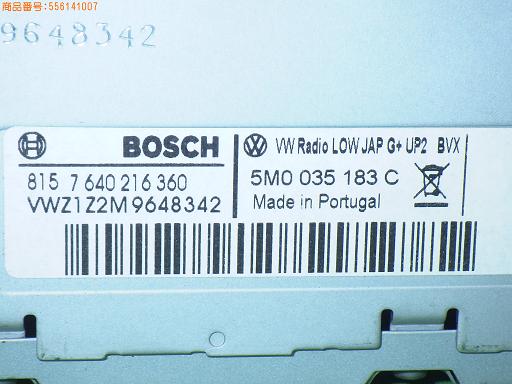 商品番号：556141007
9648342
BOSCH
815 7 640 216 360
VWZ1Z2M9648342
VW Radio LOW JAP G+ UP2 BVX
5M0 035 183 C
Made in Portugal